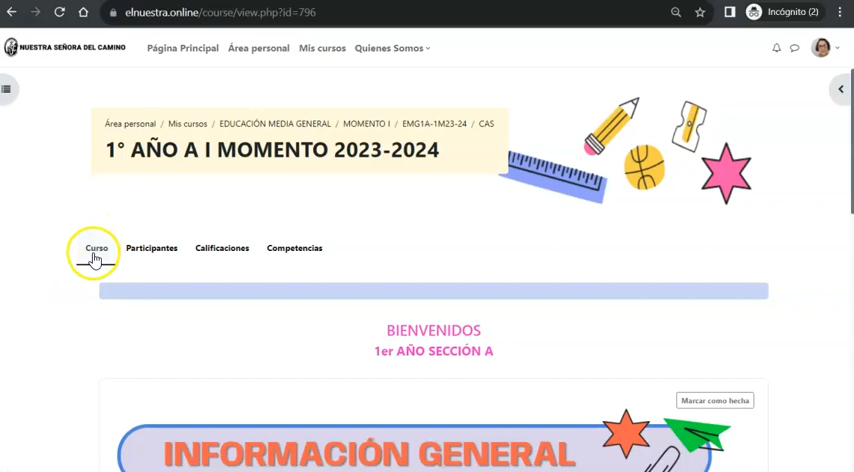 elnuestra.online/course/view.php?id=796
Incógnito (2)
NUESTRA SEÑORA DEL CAMINO
Página Principal Área personal Mis cursos Quienes Somos
Área personal / Mis cursos / EDUCACIÓN MEDIA GENERAL / MOMENTO I / EMG1A-1M23-24 / CAS
1° AÑO A I MOMENTO 2023-2024
Curso Participantes Calificaciones Competencias
BIENVENIDOS
1er AÑO SECCIÓN A
Marcar como hecha
INFORMACIÓN GENERAL